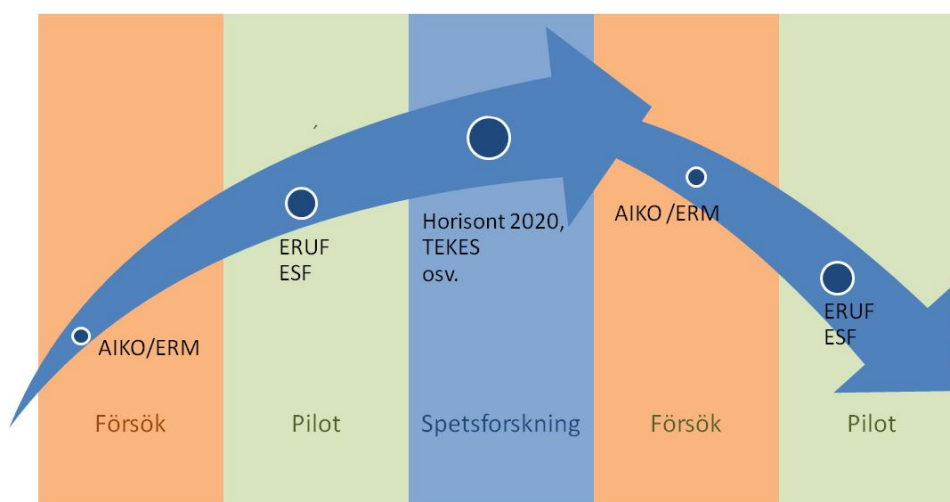 AIKO/ERM
ERUF
ESF
Horisont 2020,
TEKES
osv.
AIKO /ERM
ERUF
ESF
Försök
Pilot
Spetsforskning
Försök
Pilot